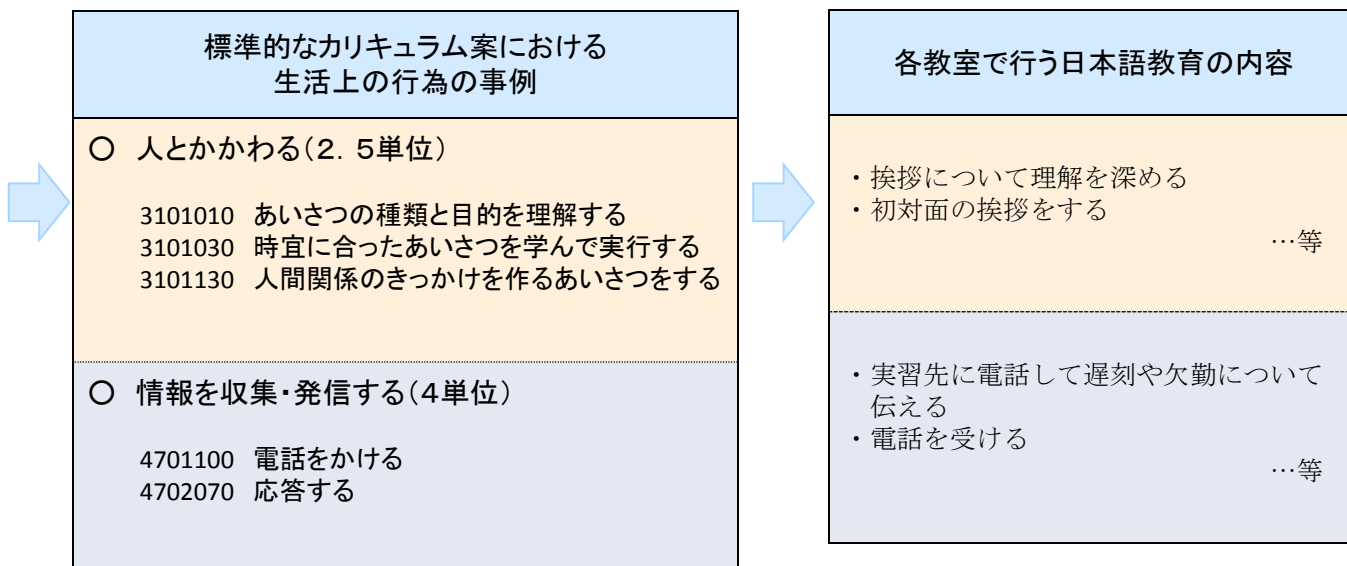 標準的なカリキュラム案における
生活上の行為の事例
○ 人とかかわる(2．5単位)
3101010 あいさつの種類と目的を理解する
3101030 時宜に合ったあいさつを学んで実行する
3101130 人間関係のきっかけを作るあいさつをする
○ 情報を収集・発信する(4単位)
4701100 電話をかける
4702070 応答する
各教室で行う日本語教育の内容
・挨拶について理解を深める
・初対面の挨拶をする
…等
・実習先に電話して遅刻や欠勤について
伝える
・電話を受ける
…等